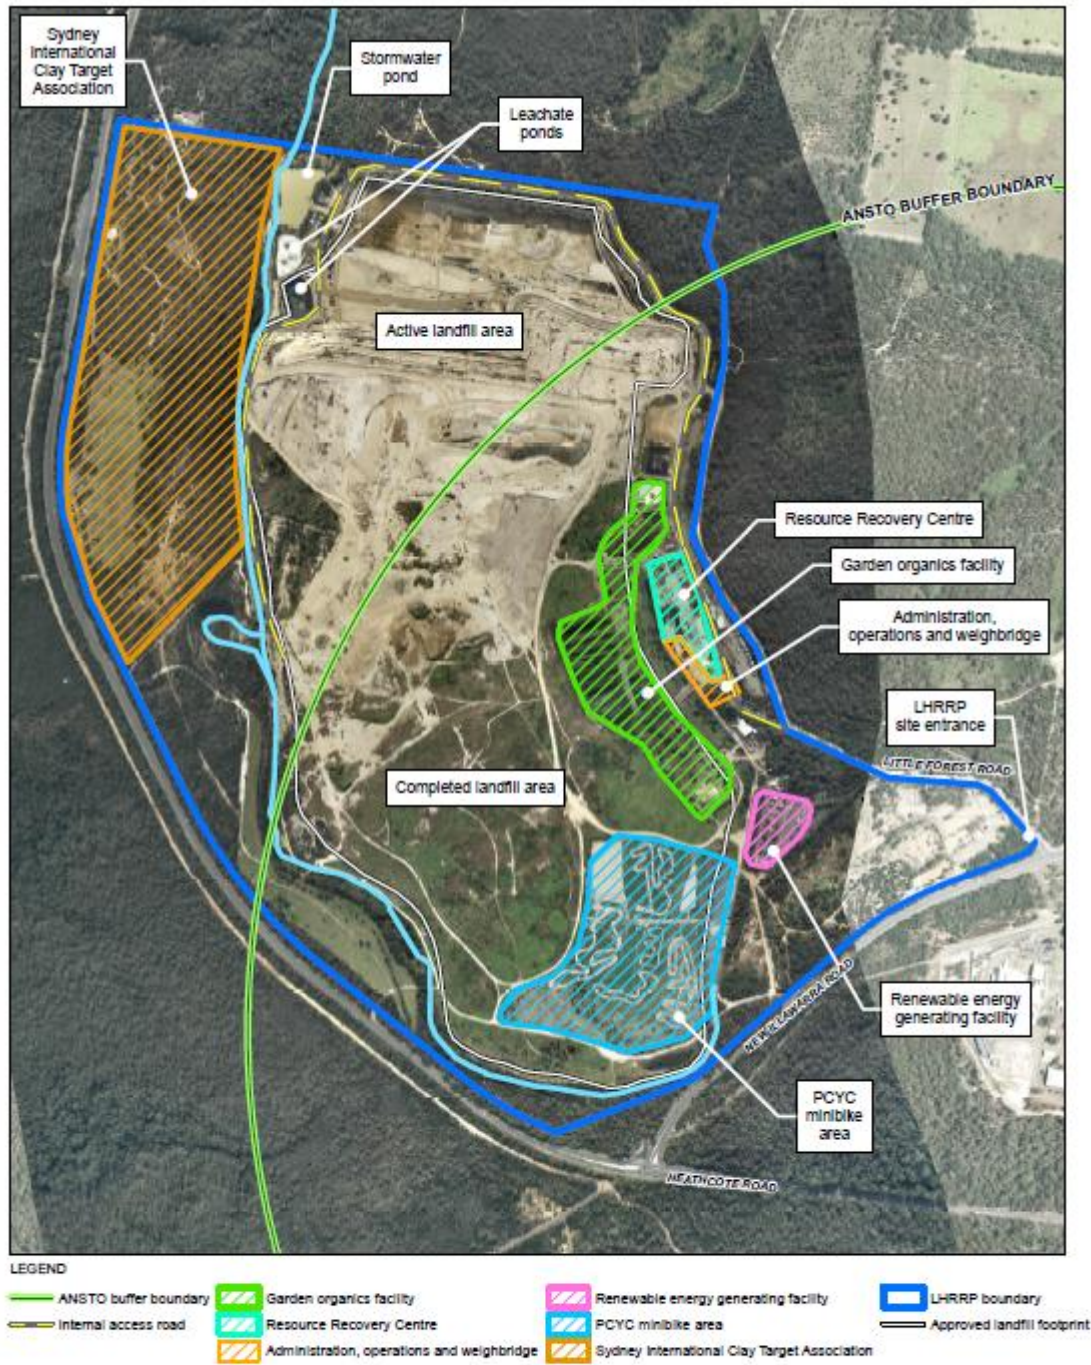 Sydney
International
Clay Target
Association
Stormwater
pond
Leachate
ponds
ANSTO BUFFER BOUNDARY
Active landfill area
Resource Recovery Centre
Garden organics facility
Administration,
operations and weighbridge
LHRRP
site entrance
LITTLE FOREST ROAD
Completed landfill area
Renewable energy
generating facility
NEW ILLAWARRA ROAD
PCYC
minibike
area
HEATHCOTE ROAD
LEGEND
ANSTO buffer boundary
Garden organics facility
Renewable energy generating facility
LHRRP boundary
Internal access road
Resource Recovery Centre
PCYC minibike area
Approved landfill footprint
Administration, operations and weighbridge
Sydney International Clay Target Association